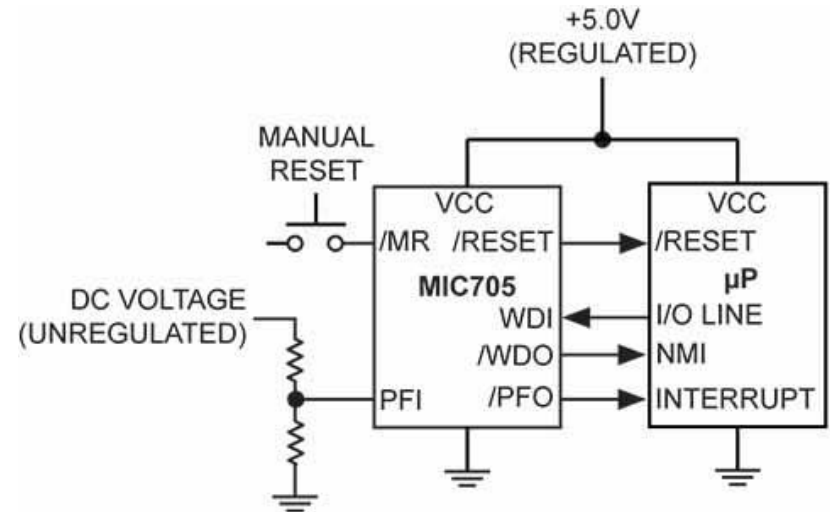 +5.0V
(REGULATED)
MANUAL
RESET
VCC
VCC
/MR
/RESET
/RESET
MIC705
µP
DC VOLTAGE
(UNREGULATED)
WDI
I/O LINE
/WDO
NMI
PFI
/PFO
INTERRUPT